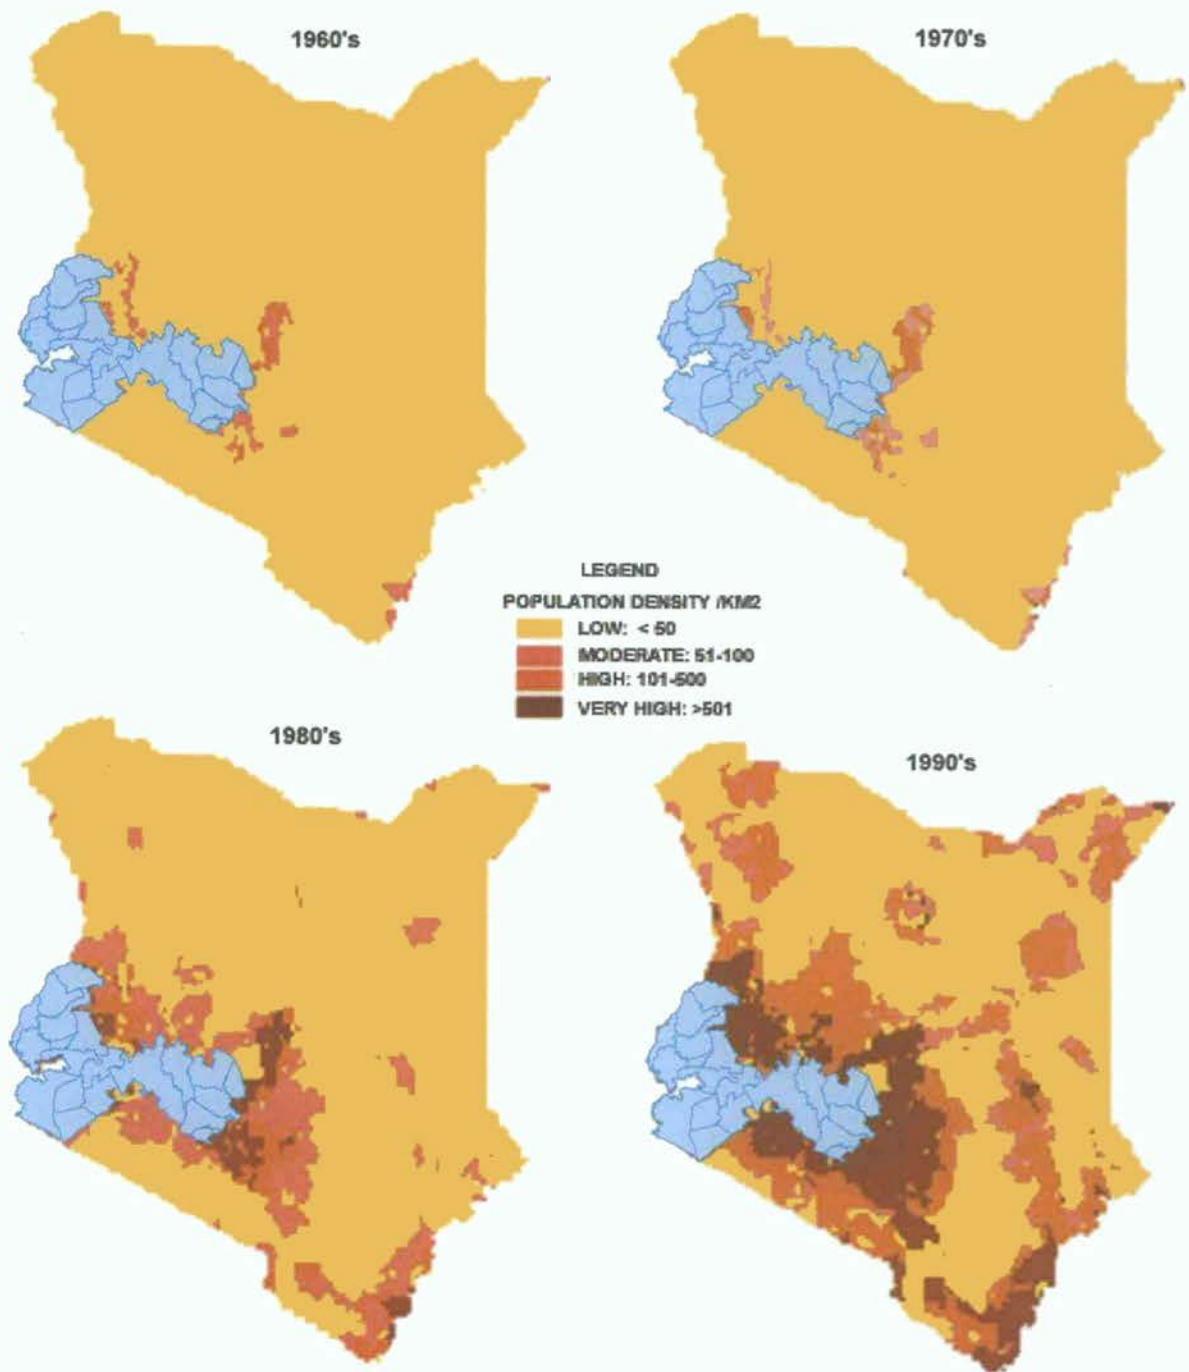 1960's
1970's
LEGEND
POPULATION DENSITY /KM2
LOW: < 50
MODERATE: 51-100
HIGH: 101-500
VERY HIGH: >501
1980's
1990's